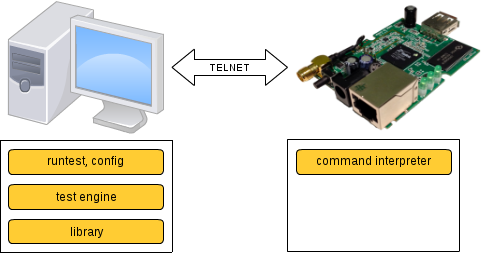 TELNET
runtest, config
test engine
library
command interpreter